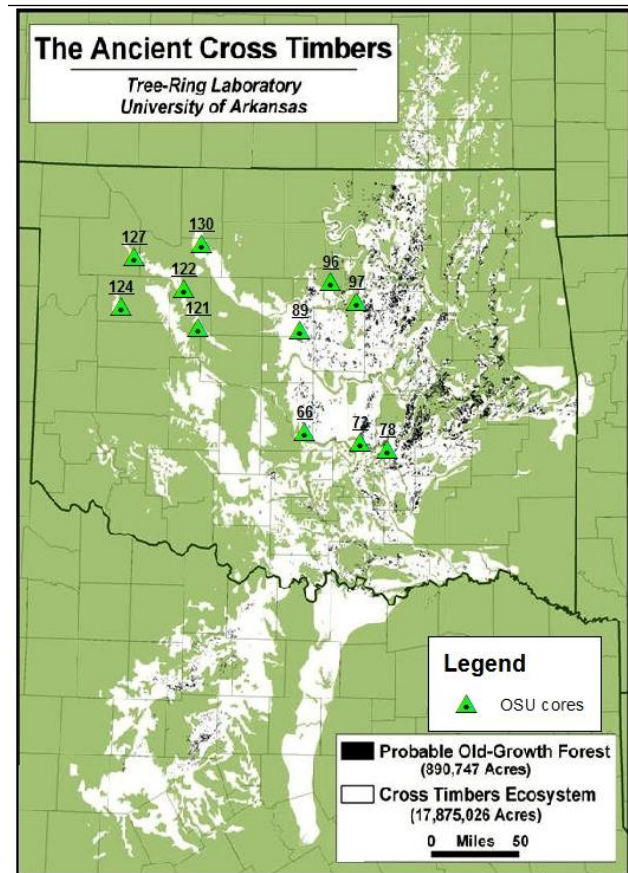 The Ancient Cross Timbers
Tree-Ring Laboratory
University of Arkansas
130
127
122
96
97
124
121
89
66
72
78
Legend
OSU cores
Probable Old-Growth Forest
(890,747 Acres)
Cross Timbers Ecosystem
(17,875,026 Acres)
0 Miles 50